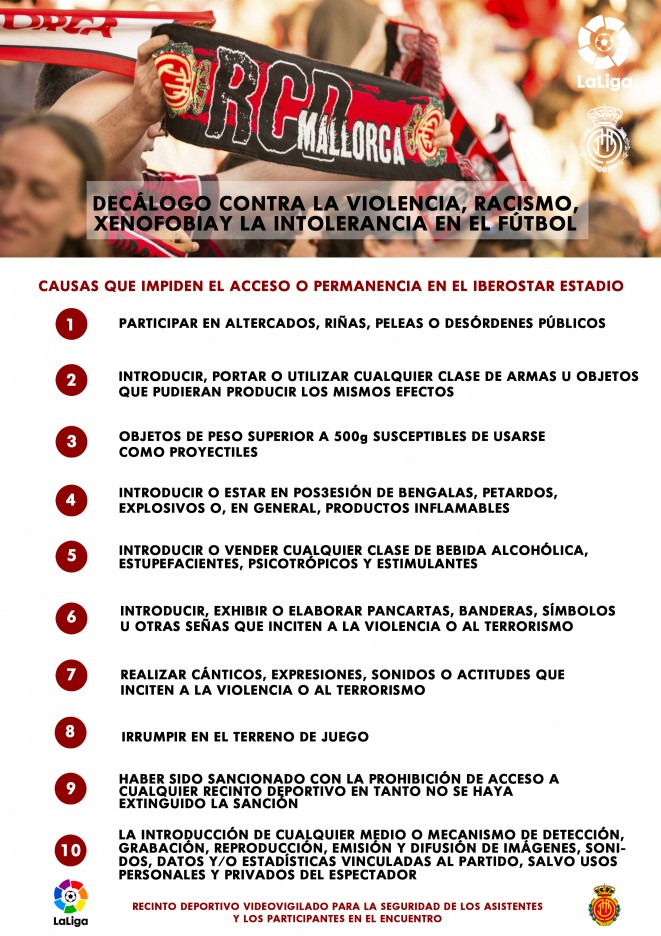 ORCA
RCD
MALLORCA
LaLiga
DECÁLOGO CONTRA LA VIOLENCIA, RACISMO,
XENOFOBIAY LA INTOLERANCIA EN EL FÚTBOL
CAUSAS QUE IMPIDEN EL ACCESO O PERMANENCIA EN EL IBEROSTAR ESTADIO
1 PARTICIPAR EN ALTERCADOS, RIÑAS, PELEAS O DESÓRDENES PÚBLICOS
2 INTRODUCIR, PORTAR O UTILIZAR CUALQUIER CLASE DE ARMAS U OBJETOS
QUE PUDIERAN PRODUCIR LOS MISMOS EFECTOS
3 OBJETOS DE PESO SUPERIOR A 500g SUSCEPTIBLES DE USARSE
COMO PROYECTILES
4 INTRODUCIR O ESTAR EN POS3ESIÓN DE BENGALAS, PETARDOS,
EXPLOSIVOS O, EN GENERAL, PRODUCTOS INFLAMABLES
5 INTRODUCIR O VENDER CUALQUIER CLASE DE BEBIDA ALCOHÓLICA,
ESTUPEFACIENTES, PSICOTRÓPICOS Y ESTIMULANTES
6 INTRODUCIR, EXHIBIR O ELABORAR PANCARTAS, BANDERAS, SÍMBOLOS
U OTRAS SEÑAS QUE INCITEN A LA VIOLENCIA O AL TERRORISMO
7 REALIZAR CÁNTICOS, EXPRESIONES, SONIDOS O ACTITUDES QUE
INCITEN A LA VIOLENCIA O AL TERRORISMO
8 IRRUMPIR EN EL TERRENO DE JUEGO
9 HABER SIDO SANCIONADO CON LA PROHIBICIÓN DE ACCESO A
CUALQUIER RECINTO DEPORTIVO EN TANTO NO SE HAYA
EXTINGUIDO LA SANCIÓN
10 LA INTRODUCCIÓN DE CUALQUIER MEDIO O MECANISMO DE DETECCIÓN,
GRABACIÓN, REPRODUCCIÓN, EMISIÓN Y DIFUSIÓN DE IMÁGENES, SONI-
DOS, DATOS Y/O ESTADÍSTICAS VINCULADAS AL PARTIDO, SALVO USOS
PERSONALES Y PRIVADOS DEL ESPECTADOR
LaLiga
RECINTO DEPORTIVO VIDEOVIGILADO PARA LA SEGURIDAD DE LOS ASISTENTES
Y LOS PARTICIPANTES EN EL ENCUENTRO